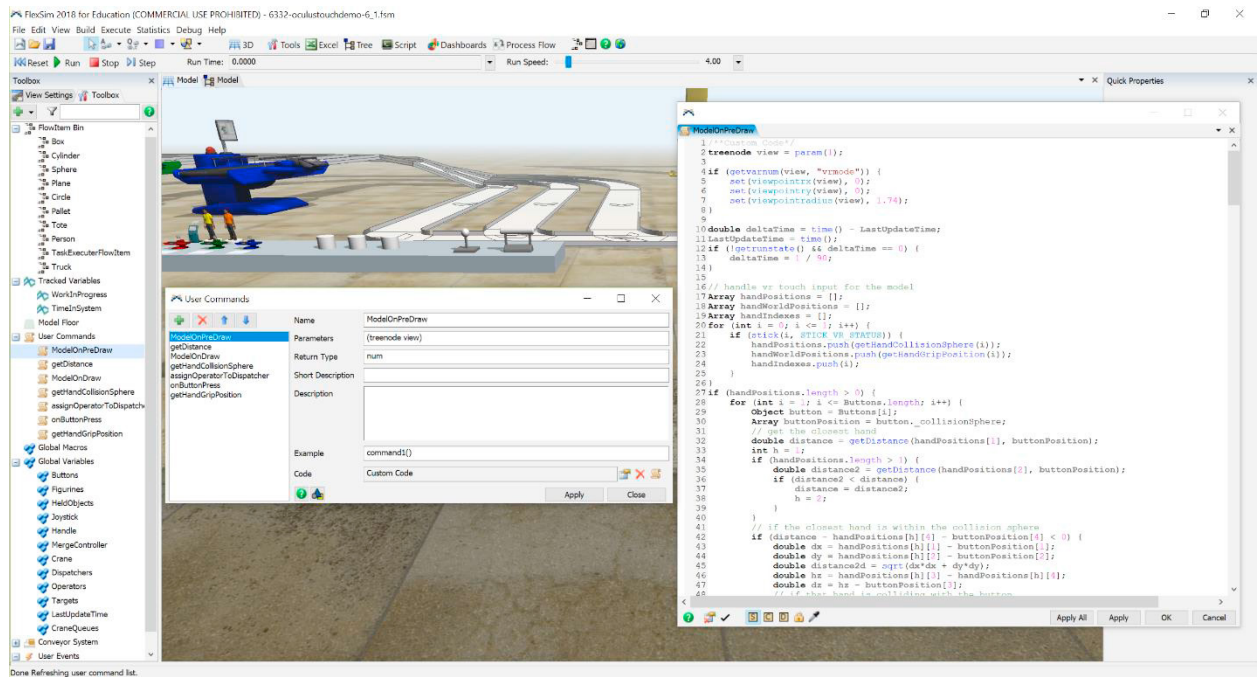 FlexSim 2018 for Education (COMMERCIAL USE PROHIBITED) - 6332-oculustouchdemo-6_1.fsm
File Edit View Build Execute Statistics Debug Help
3D Tools Excel Tree Script Dashboards Process Flow
Reset Run Stop Step Run Time: 0.0000 Run Speed: 4.00
Toolbox
Model Model
Quick Properties
View Settings Toolbox
FlowItem Bin
Box
Cylinder
Sphere
Plane
Circle
Pallet
Tote
Person
TaskExecuterFlowItem
Truck
Tracked Variables
WorkInProgress
TimeInSystem
Model Floor
User Commands
ModelOnPreDraw
getDistance
ModelOnDraw
getHandCollisionSphere
assignOperatorToDispatche
onButtonPress
getHandGripPosition
Global Macros
Global Variables
Buttons
Figurines
HeldObjects
Joystick
Handle
MergeController
Crane
Dispatchers
Operators
Targets
LastUpdateTime
CraneQueues
Conveyor System
User Events
Done Refreshing user command list.
User Commands
ModelOnPreDraw
getDistance
ModelOnDraw
getHandCollisionSphere
assignOperatorToDispatcher
onButtonPress
getHandGripPosition
Name ModelOnPreDraw
Parameters (treenode view)
Return Type num
Short Description
Description
Example command1()
Code Custom Code
Apply Close
ModelOnPreDraw
1 /**Custom Code*/
2 treenode view = param(1);
3
4 if (getvarnum(view, "vrmode")) {
5 set(viewpointrx(view), 0);
6 set(viewpointry(view), 0);
7 set(viewpointradius(view), 1.74);
8 }
9
10 double deltaTime = time() - LastUpdateTime;
11 LastUpdateTime = time();
12 if (!getrunstate() && deltaTime == 0) {
13 deltaTime = 1 / 90;
14 }
15
16 // handle vr touch input for the model
17 Array handPositions = [];
18 Array handWorldPositions = [];
19 Array handIndexes = [];
20 for (int i = 0; i <= 1; i++) {
21 if (stick(i, STICK_VR_STATUS)) {
22 handPositions.push(getHandCollisionSphere(i));
23 handWorldPositions.push(getHandGripPosition(i));
24 handIndexes.push(i);
25 }
26 }
27 if (handPositions.length > 0) {
28 for (int i = 1; i <= Buttons.length; i++) {
29 Object button = Buttons[i];
30 Array buttonPosition = button._collisionSphere;
31 // get the closest hand
32 double distance = getDistance(handPositions[1], buttonPosition);
33 int h = 1;
34 if (handPositions.length > 1) {
35 double distance2 = getDistance(handPositions[2], buttonPosition);
36 if (distance2 < distance) {
37 distance = distance2;
38 h = 2;
39 }
40 }
41 // if the closest hand is within the collision sphere
42 if (distance - handPositions[h][4] - buttonPosition[4] < 0) {
43 double dx = handPositions[h][1] - buttonPosition[1];
44 double dy = handPositions[h][2] - buttonPosition[2];
45 double distance2d = sqrt(dx*dx + dy*dy);
46 double hz = handPositions[h][3] - handPositions[h][4];
47 double dz = hz - buttonPosition[3];
48 // if that hand is colliding with the button
S C D
Apply All Apply OK Cancel